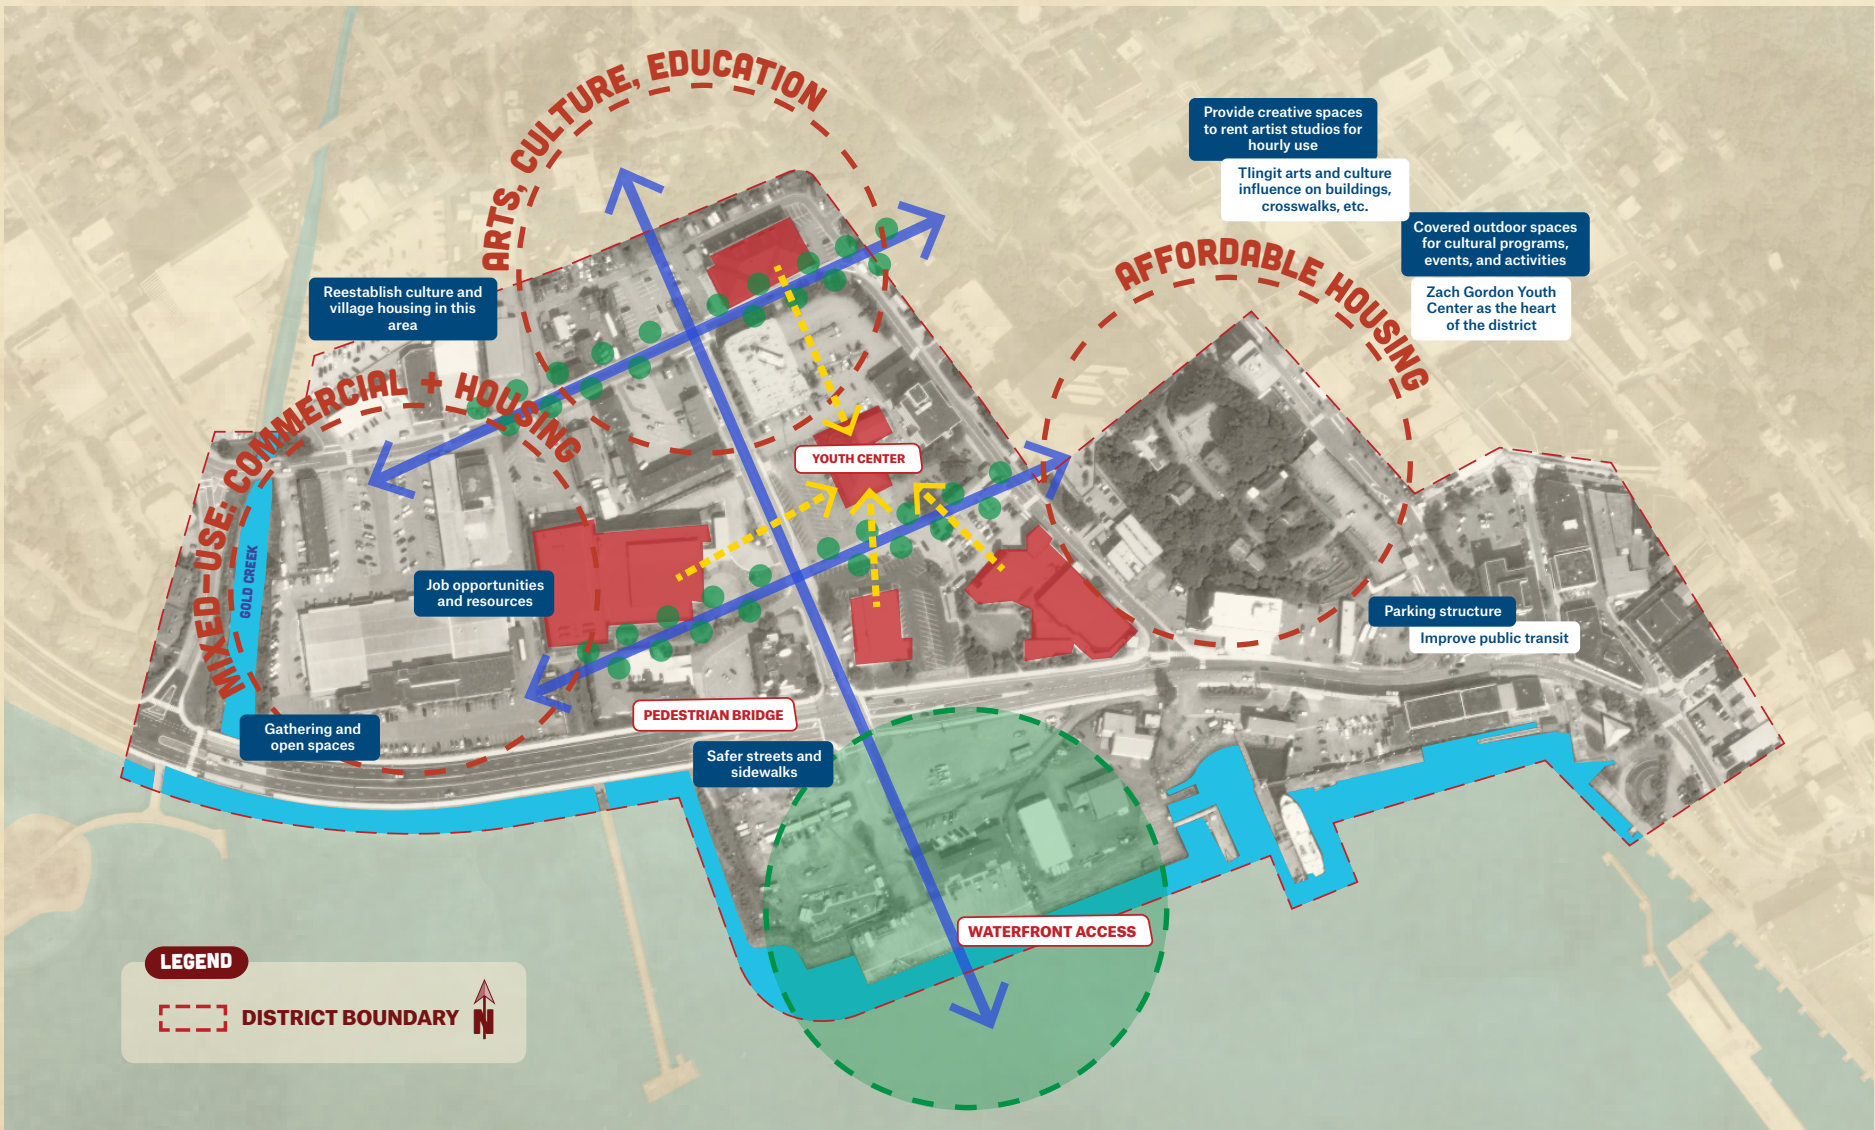 ARTS, CULTURE, EDUCATION
Provide creative spaces
to rent artist studios for
hourly use
Tlingit arts and culture
influence on buildings,
crosswalks, etc.
Covered outdoor spaces
for cultural programs,
events, and activities
AFFORDABLE HOUSING
Zach Gordon Youth
Center as the heart
of the district
Reestablish culture and
village housing in this
area
MIXED-USE: COMMERCIAL + HOUSING
YOUTH CENTER
GOLD CREEK
Job opportunities
and resources
Parking structure
Improve public transit
PEDESTRIAN BRIDGE
Gathering and
open spaces
Safer streets and
sidewalks
WATERFRONT ACCESS
LEGEND
DISTRICT BOUNDARY
N